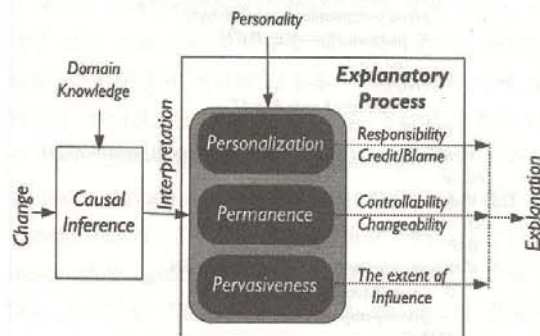 Personality
Domain
Knowledge
Explanatory
Process
Change
Causal
Inference
Interpretation
Personalization
Permanence
Pervasiveness
Responsibility
Credit/Blame
Controllability
Changeability
The extent of
Influence
Explanation